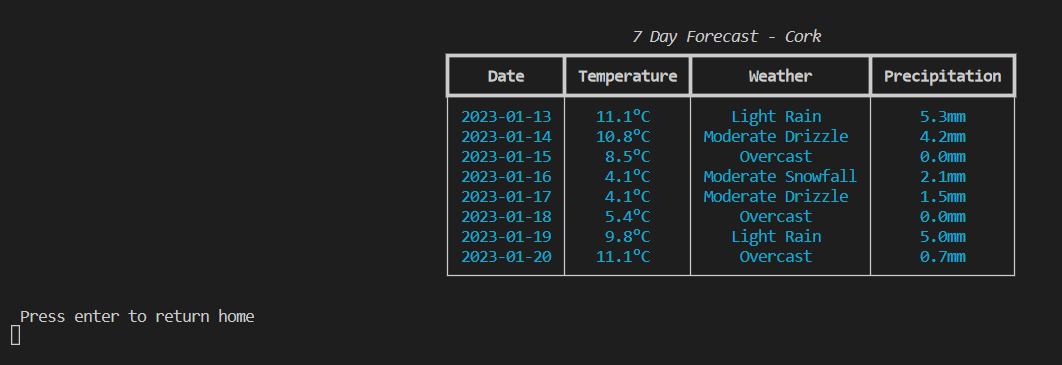 7 Day Forecast - Cork
Date Temperature Weather Precipitation
2023-01-13 11.1°C Light Rain 5.3mm
2023-01-14 10.8°C Moderate Drizzle 4.2mm
2023-01-15 8.5°C Overcast 0.0mm
2023-01-16 4.1°C Moderate Snowfall 2.1mm
2023-01-17 4.1°C Moderate Drizzle 1.5mm
2023-01-18 5.4°C Overcast 0.0mm
2023-01-19 9.8°C Light Rain 5.0mm
2023-01-20 11.1°C Overcast 0.7mm
Press enter to return home